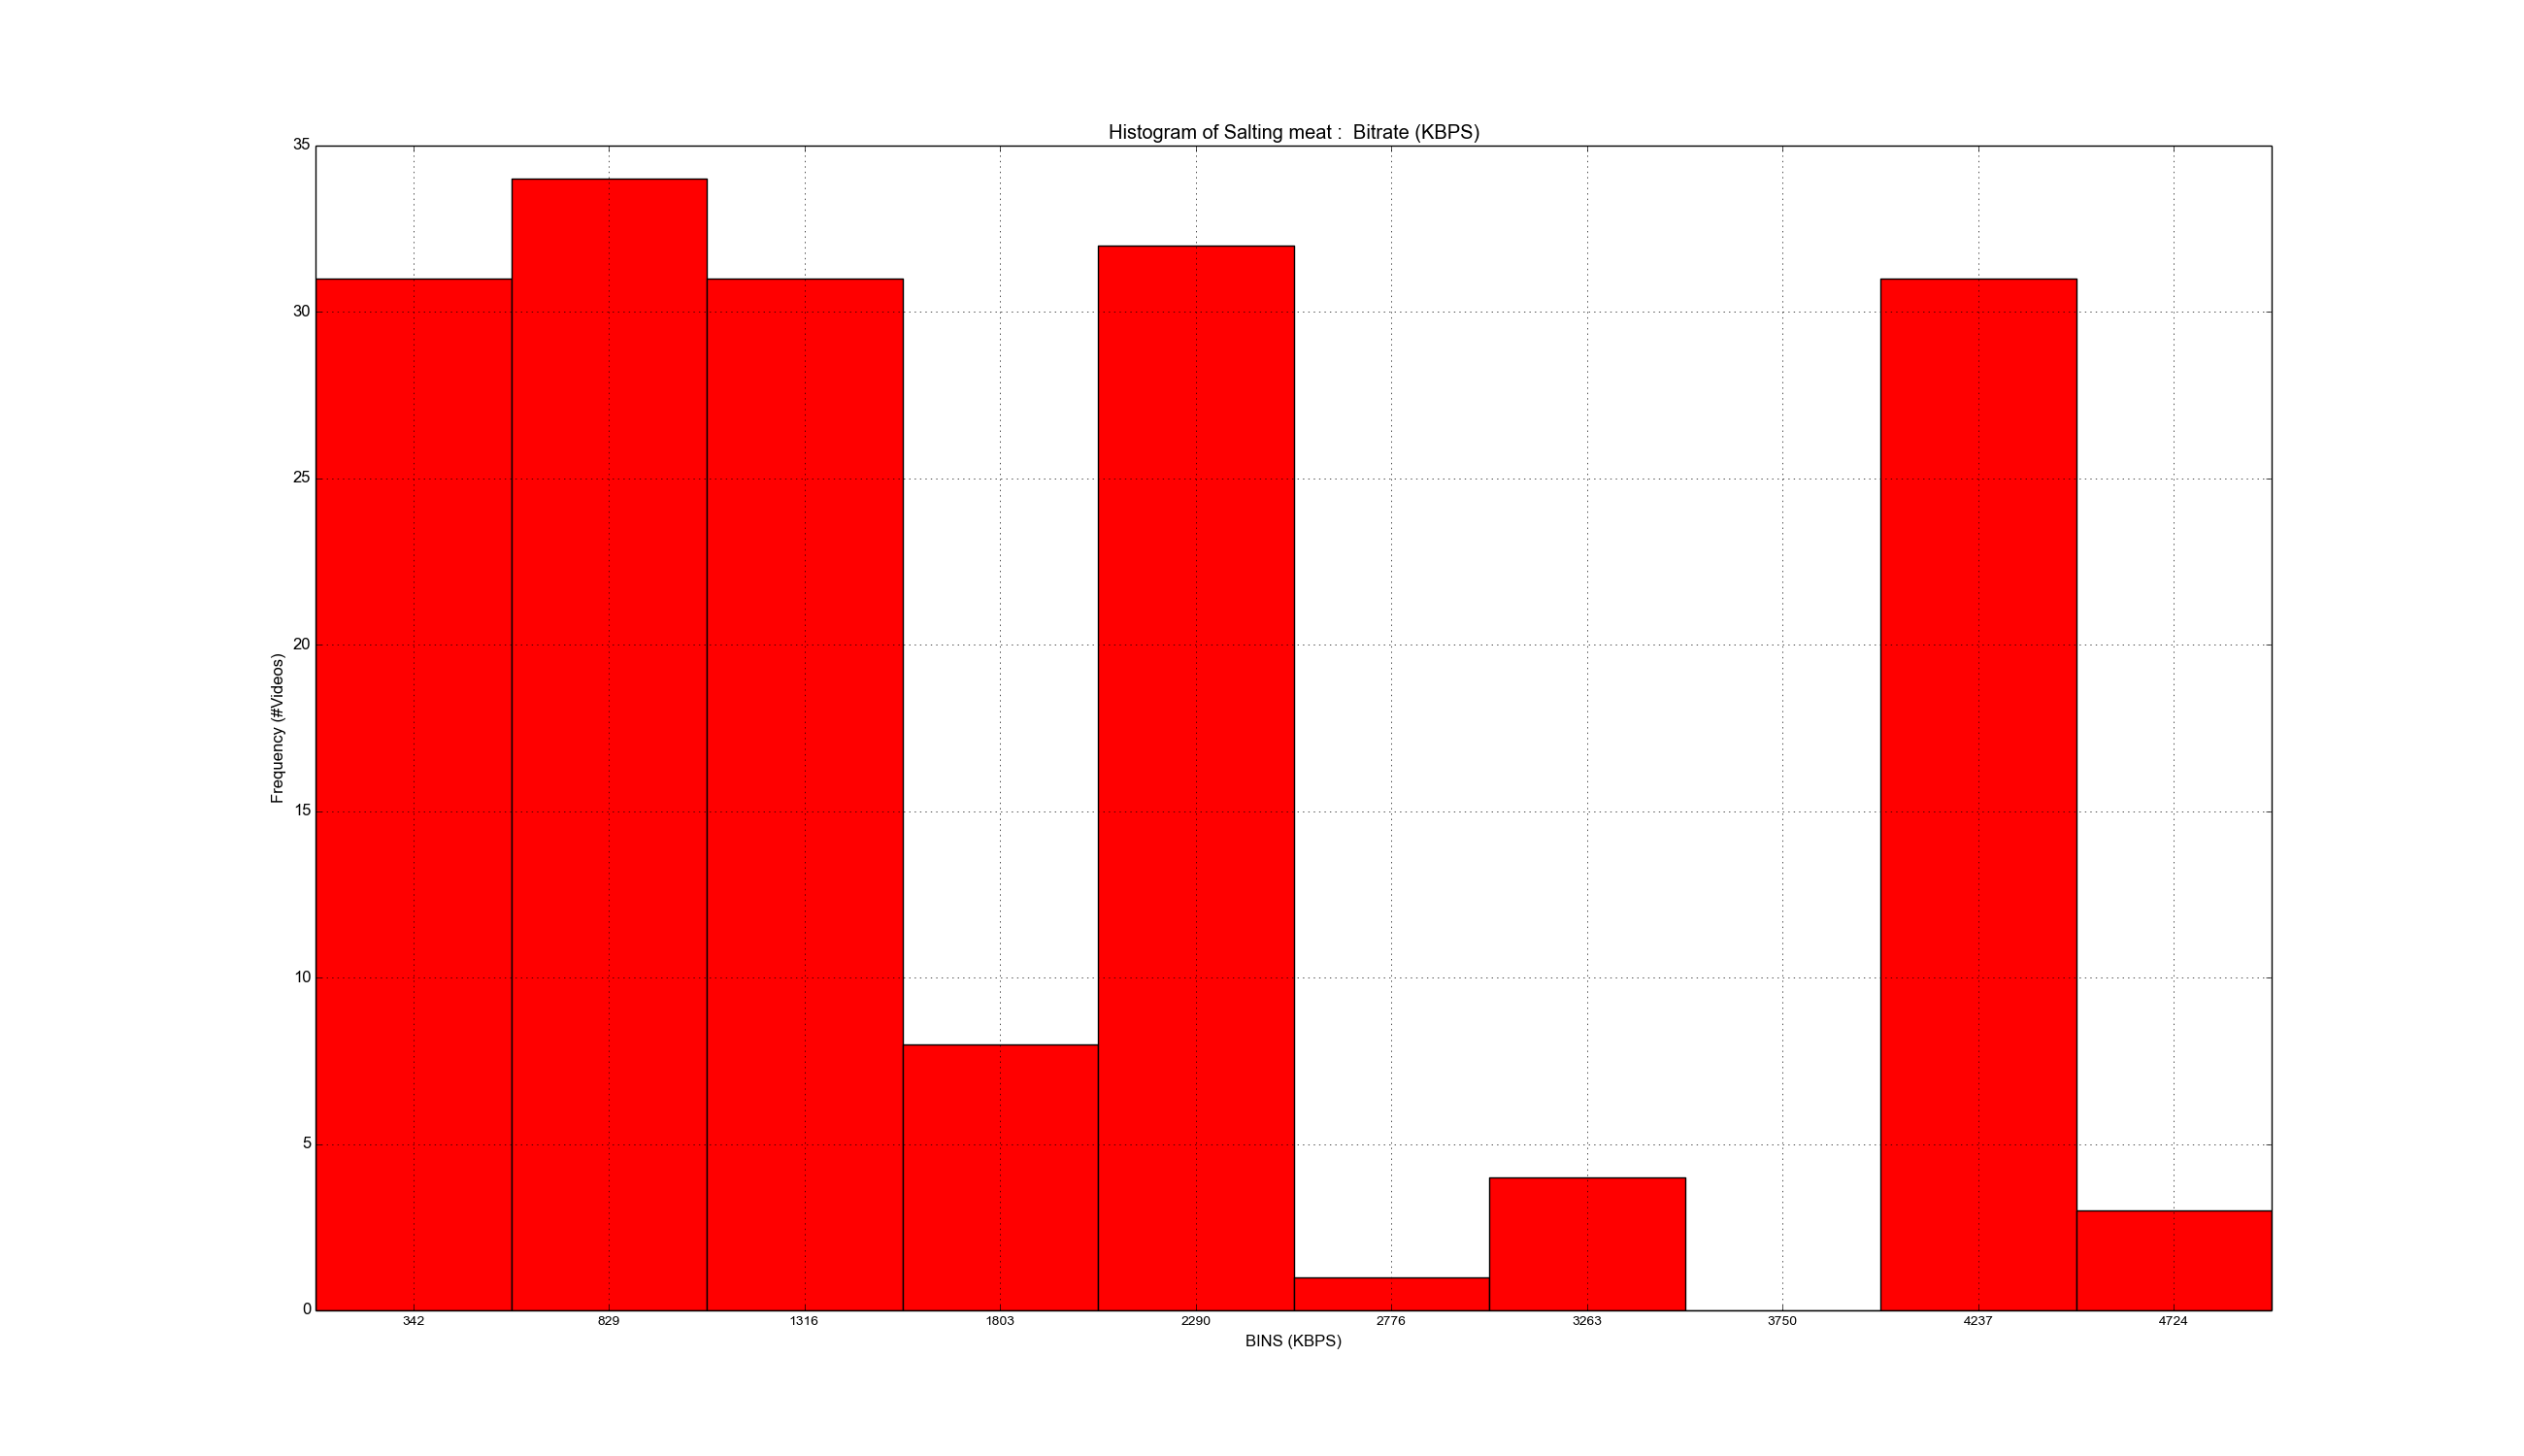 Histogram of Salting meat :  Bitrate (KBPS)
35
30
25
20
15
10
5
0
Frequency (#Videos)
342 829 1316 1803 2290 2776 3263 3750 4237 4724
BINS (KBPS)